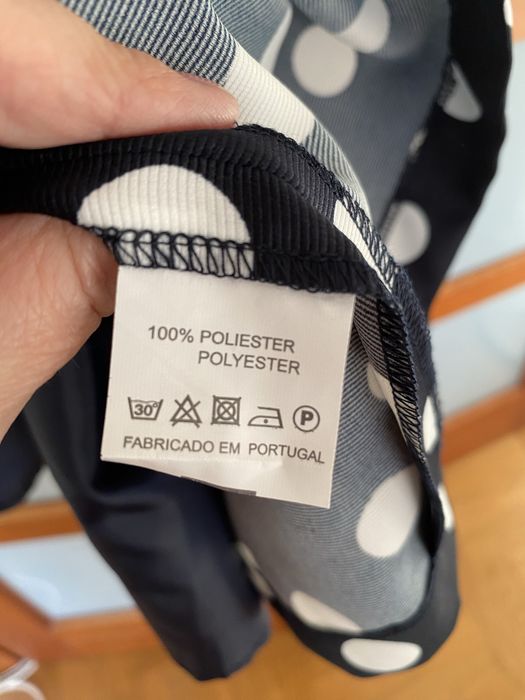 100% POLIESTER
POLYESTER
30° P
FABRICADO EM PORTUGAL